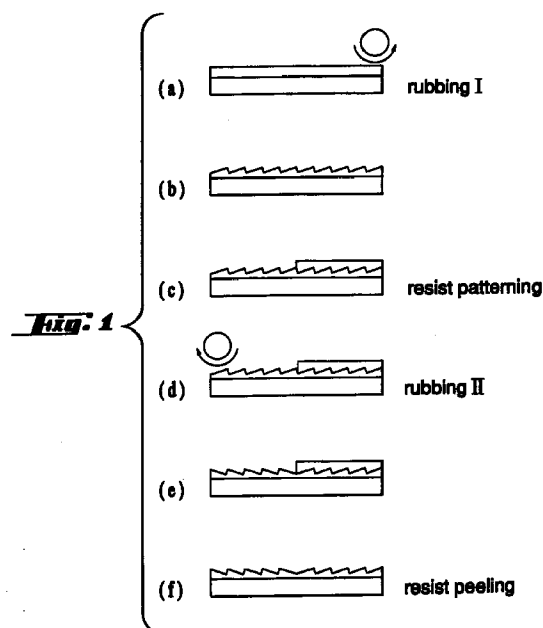 (a) rubbing I
(b)
(c) resist patterning
Fig. 1
(d) rubbing II
(e)
(f) resist peeling